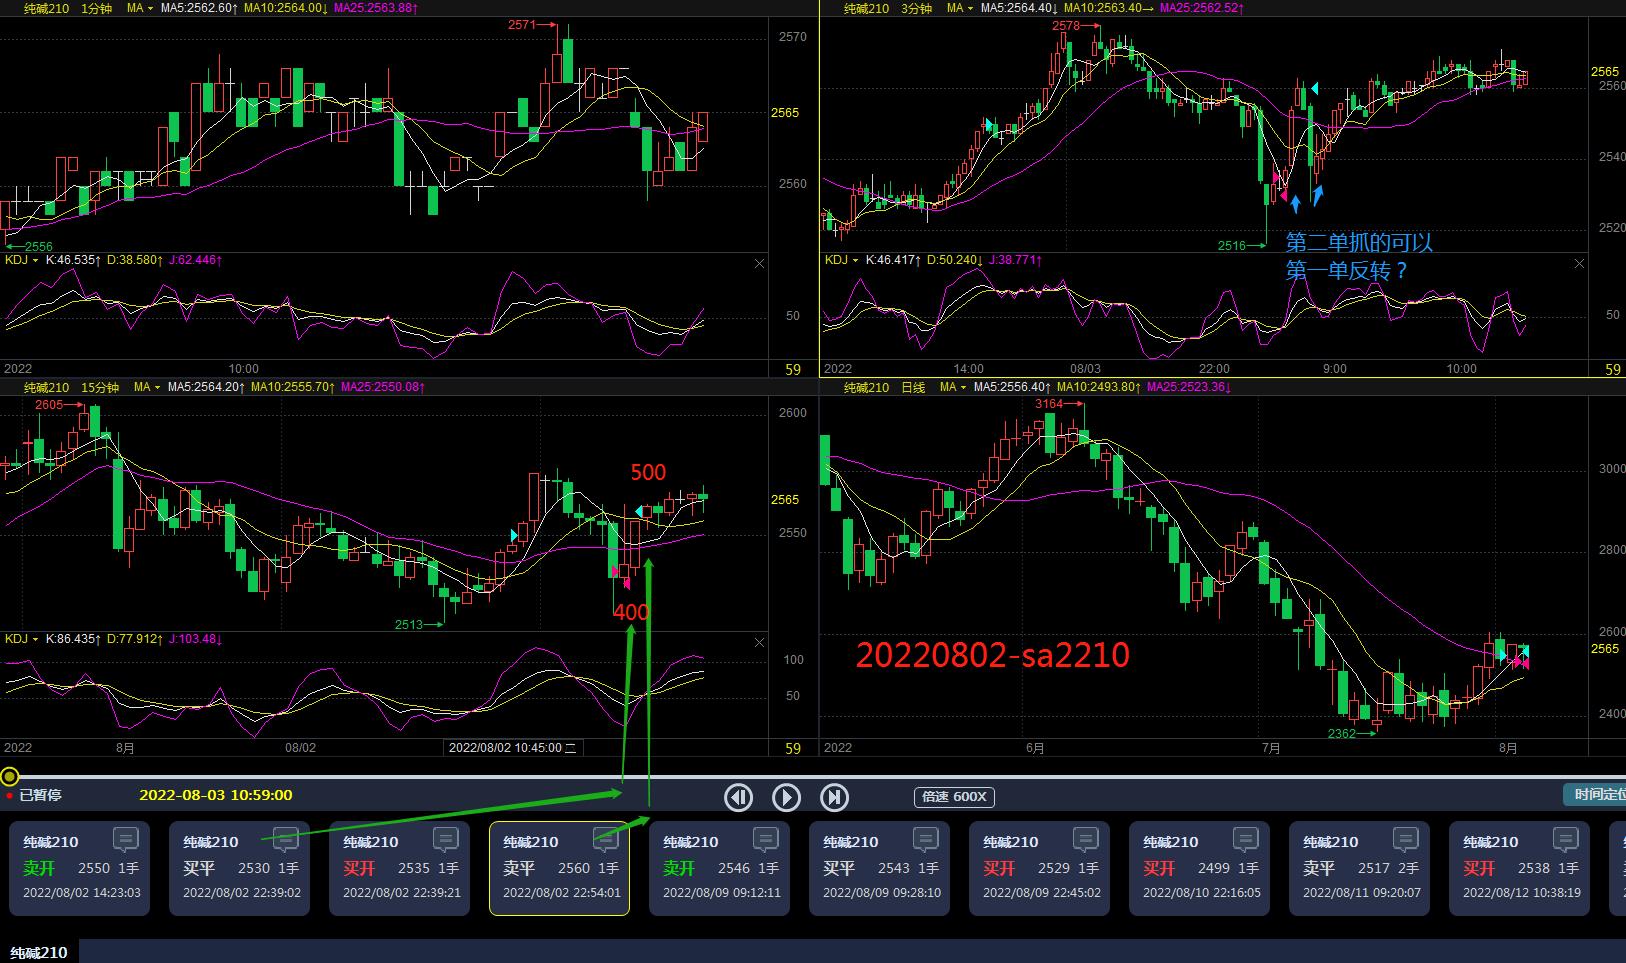 纯碱210 1分钟 MA MA5:2562.60↑ MA10:2564.00↓ MA25:2563.88↑
2571
2570
2565
2560
2556
KDJ K:46.535↑ D:38.580↑ J:62.446↑
50
2022 10:00 59
纯碱210 3分钟 MA MA5:2564.40↓ MA10:2563.40→ MA25:2562.52↑
2578
2565
2560
2540
2520
2516
第二单抓的可以
第一单反转？
KDJ K:46.417↑ D:50.240↓ J:38.771↑
50
2022 14:00 08/03 22:00 9:00 10:00 59
纯碱210 15分钟 MA MA5:2564.20↑ MA10:2555.70↑ MA25:2550.08↑
2605
2600
500
2565
2550
400
2513
KDJ K:86.435↑ D:77.912↑ J:103.48↓
100
50
2022 8月 08/02 2022/08/02 10:45:00 二 59
纯碱210 日线 MA MA5:2556.40↑ MA10:2493.80↑ MA25:2523.36↓
3164
3000
2800
2600
2565
20220802-sa2210
2400
2362
2022 6月 7月 8月
已暂停 2022-08-03 10:59:00 倍速 600X 时间定位
纯碱210 纯碱210 纯碱210 纯碱210 纯碱210 纯碱210 纯碱210 纯碱210 纯碱210 纯碱210
卖开 2550 1手 买平 2530 1手 买开 2535 1手 卖平 2560 1手 卖开 2546 1手 买平 2543 1手 买开 2529 1手 买开 2499 1手 卖平 2517 2手 买开 2538 1手
2022/08/02 14:23:03 2022/08/02 22:39:02 2022/08/02 22:39:21 2022/08/02 22:54:01 2022/08/09 09:12:11 2022/08/09 09:28:10 2022/08/09 22:45:02 2022/08/10 22:16:05 2022/08/11 09:20:07 2022/08/12 10:38:19
纯碱210